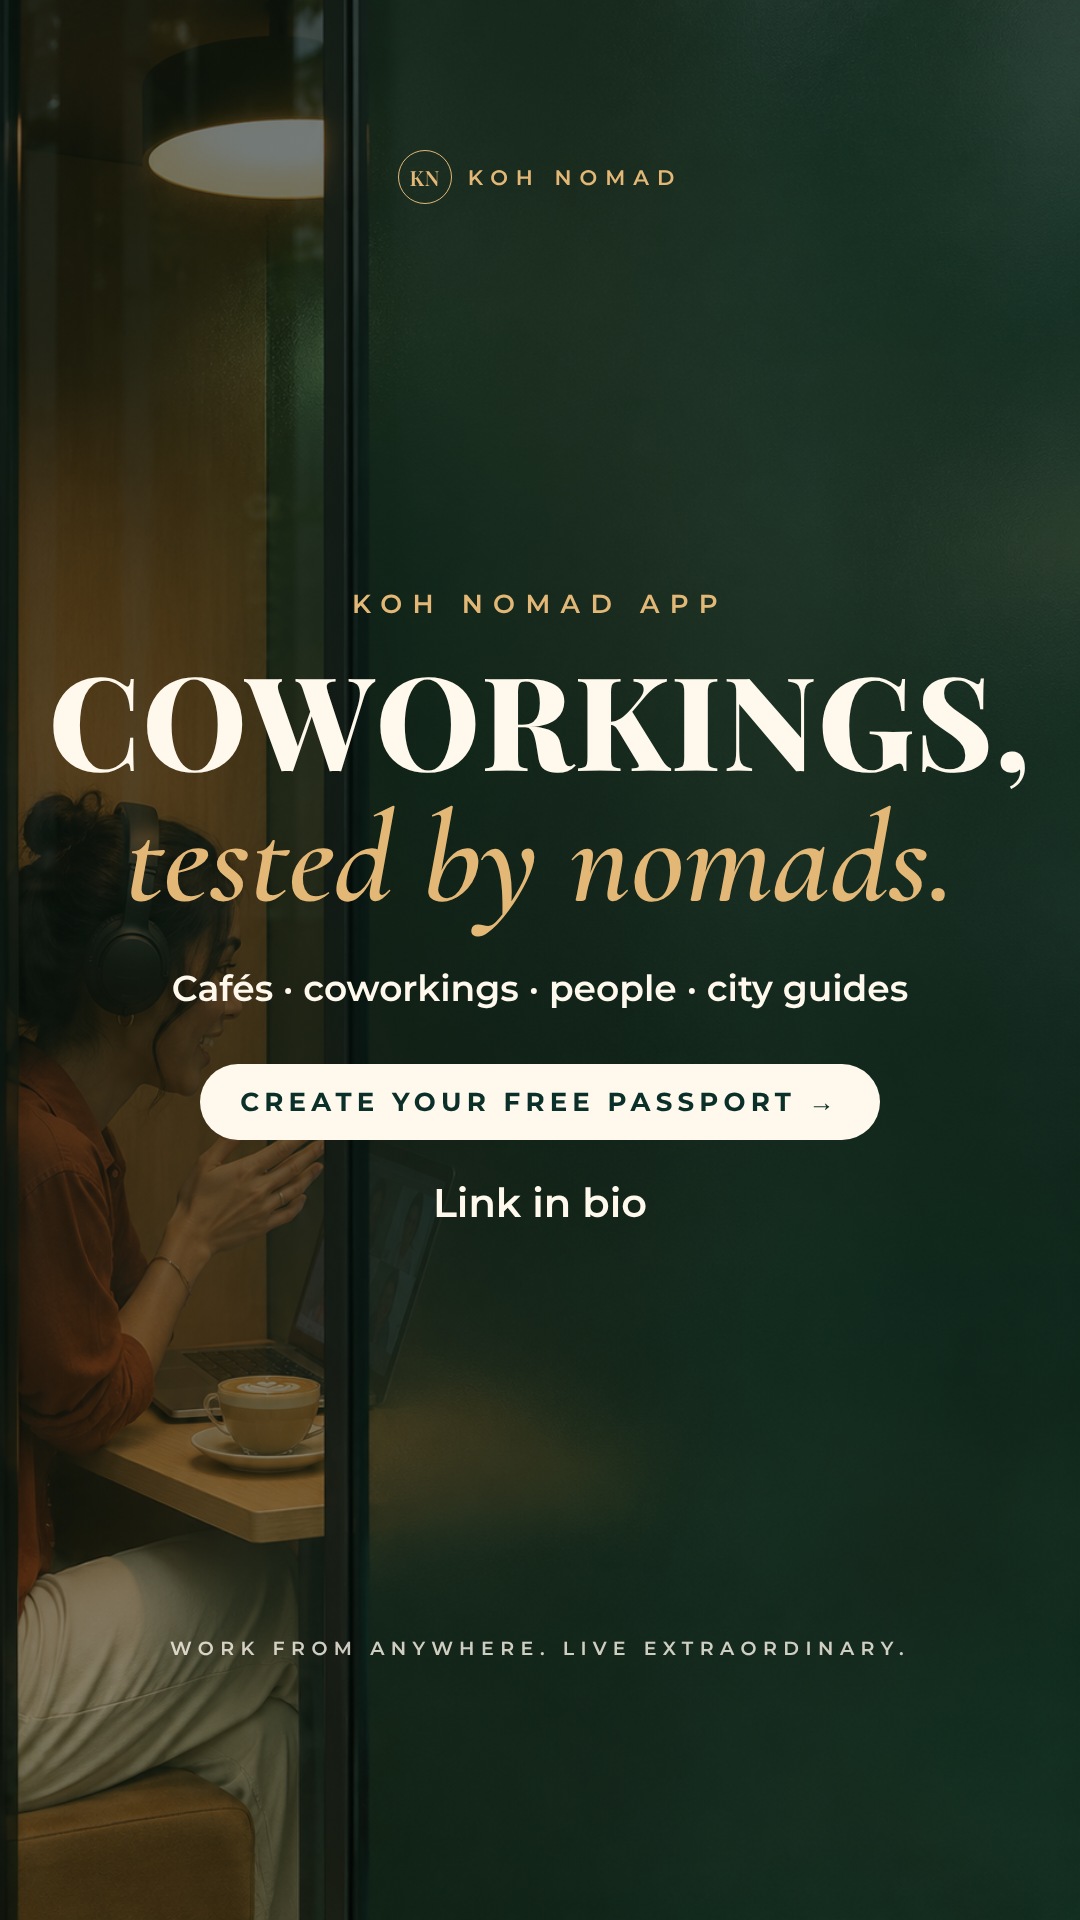 KN KOH NOMAD
KOH NOMAD APP
COWORKINGS,
tested by nomads.
Cafés · coworkings · people · city guides
CREATE YOUR FREE PASSPORT →
Link in bio
WORK FROM ANYWHERE. LIVE EXTRAORDINARY.